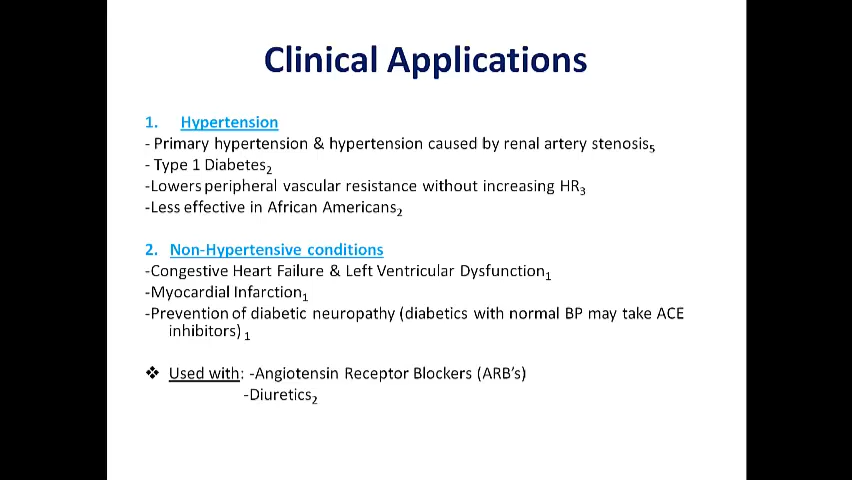 Clinical Applications
1. Hypertension
- Primary hypertension & hypertension caused by renal artery stenosis5
- Type 1 Diabetes2
-Lowers peripheral vascular resistance without increasing HR3
-Less effective in African Americans2
2. Non-Hypertensive conditions
-Congestive Heart Failure & Left Ventricular Dysfunction1
-Myocardial Infarction1
-Prevention of diabetic neuropathy (diabetics with normal BP may take ACE
inhibitors) 1
❖ Used with: -Angiotensin Receptor Blockers (ARB's)
-Diuretics2